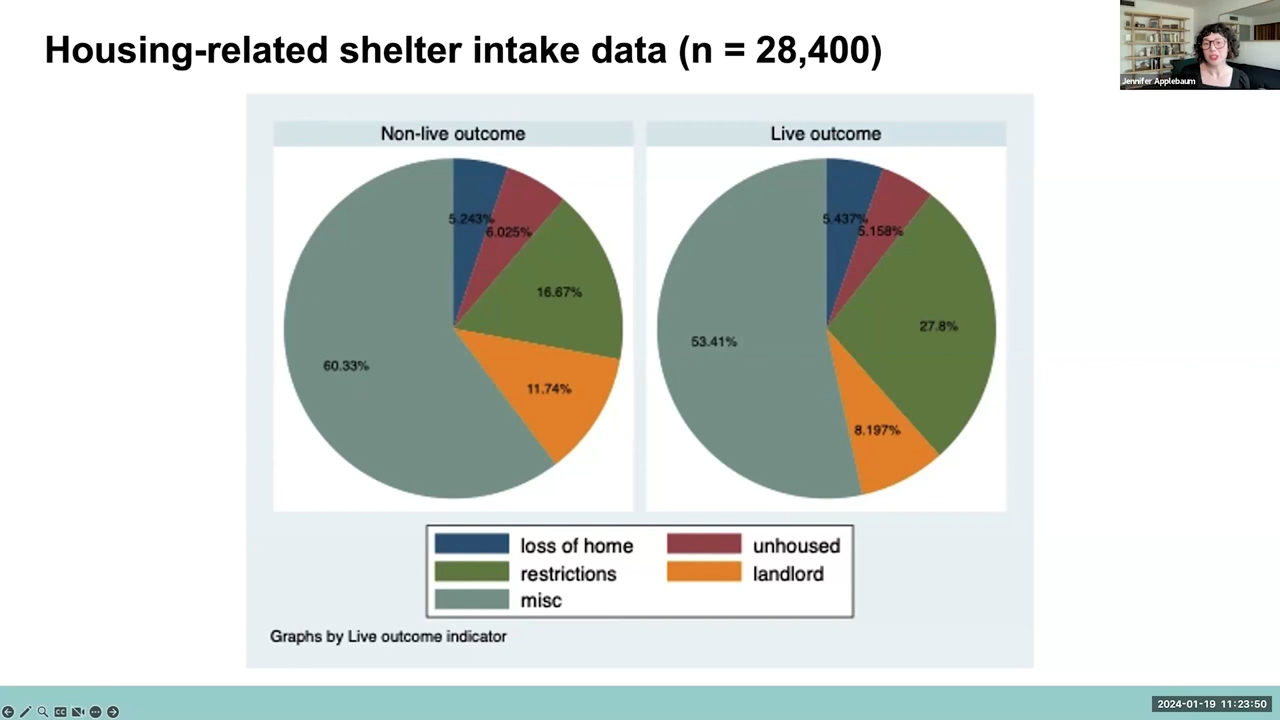 Housing-related shelter intake data (n = 28,400)
Jennifer Applebaum
Non-live outcome
Live outcome
5.243%
6.025%
16.67%
11.74%
60.33%
5.437%
5.158%
27.8%
8.197%
53.41%
loss of home
unhoused
restrictions
landlord
misc
Graphs by Live outcome indicator
CC
2024-01-19 11:23:50